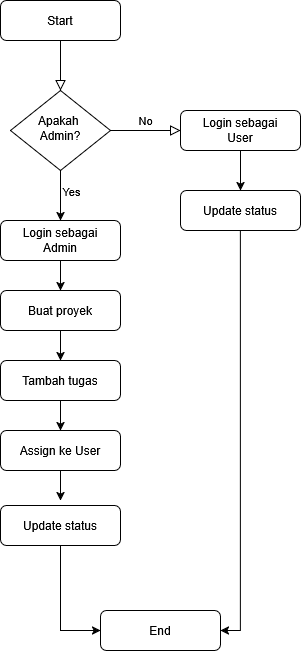 Start
Apakah
Admin?
No
Login sebagai
User
Yes
Update status
Login sebagai
Admin
Buat proyek
Tambah tugas
Assign ke User
Update status
End